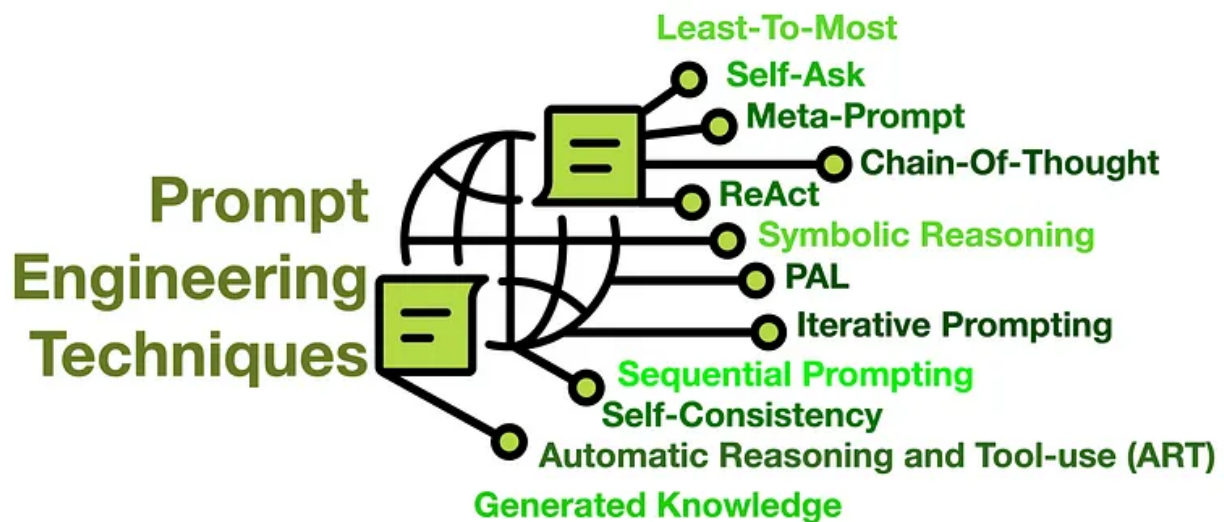 Prompt
Engineering
Techniques
Least-To-Most
Self-Ask
Meta-Prompt
Chain-Of-Thought
ReAct
Symbolic Reasoning
PAL
Iterative Prompting
Sequential Prompting
Self-Consistency
Automatic Reasoning and Tool-use (ART)
Generated Knowledge